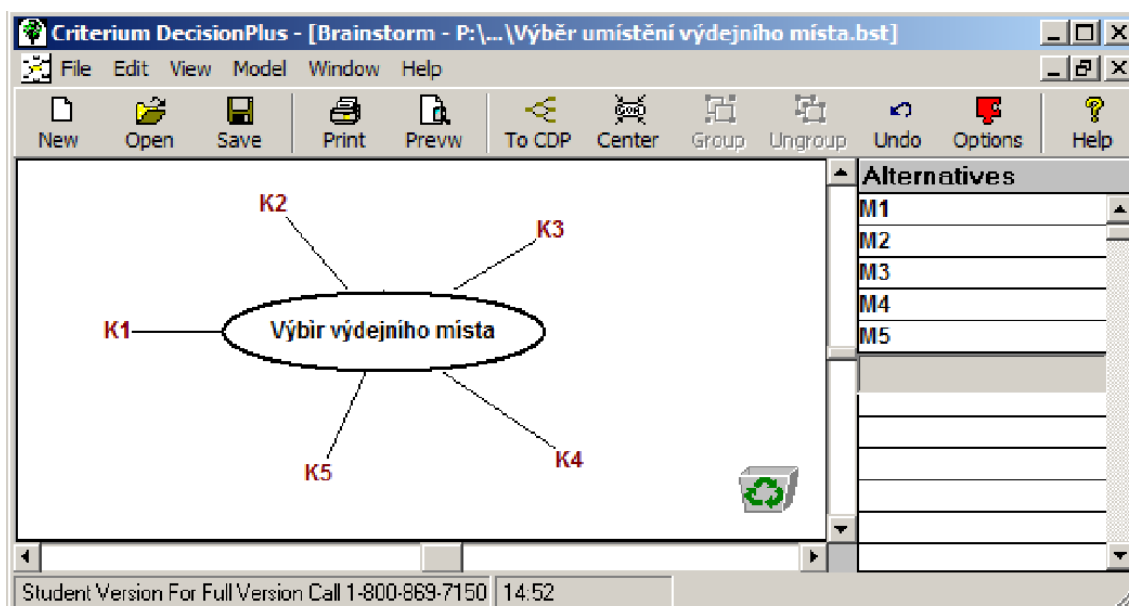 Criterium DecisionPlus - [Brainstorm - P:\...\Výběr umístění výdejního místa.bst]
File Edit View Model Window Help
New Open Save Print Prevw To CDP Center Group Ungroup Undo Options Help
Alternatives
M1
M2
M3
M4
M5
K2
K3
K1
Výbìr výdejního místa
K5
K4
Student Version For Full Version Call 1-800-869-7150 14:52